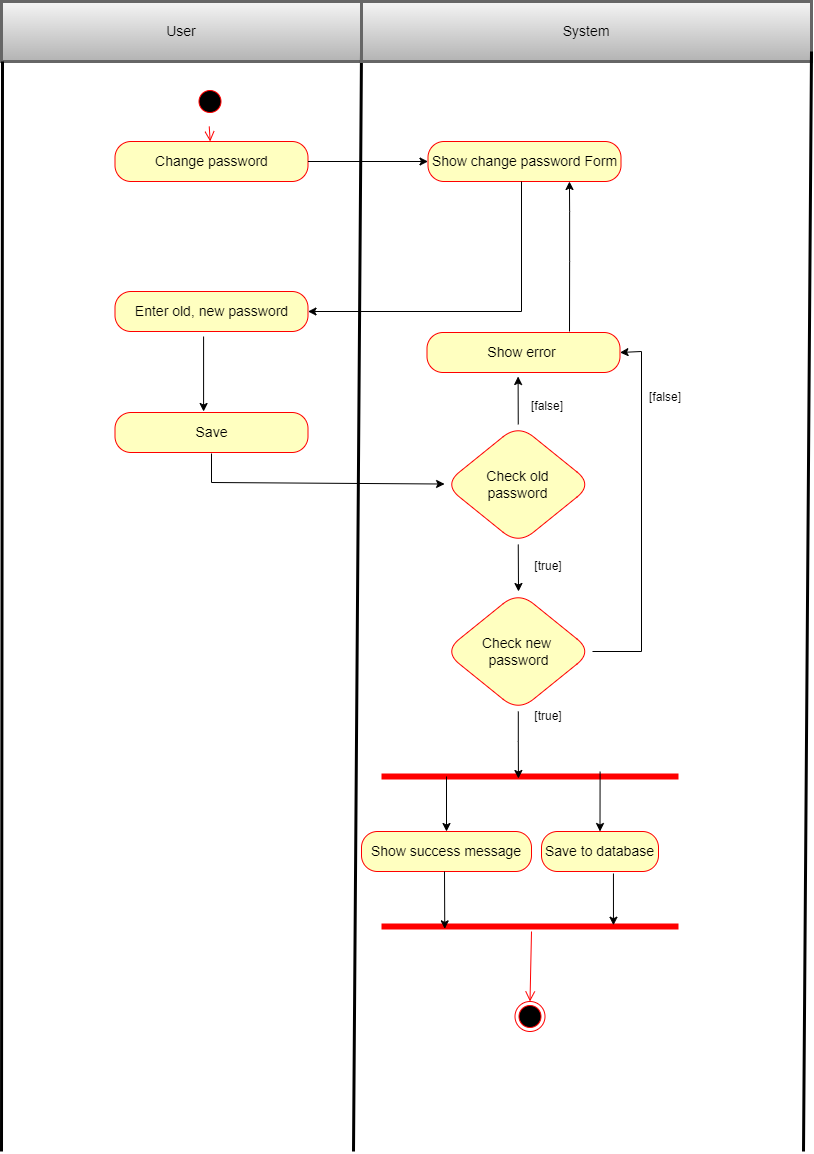 User
System
Change password
Show change password Form
Enter old, new password
Show error
[false]
[false]
Save
Check old
password
[true]
Check new
password
[true]
Show success message
Save to database